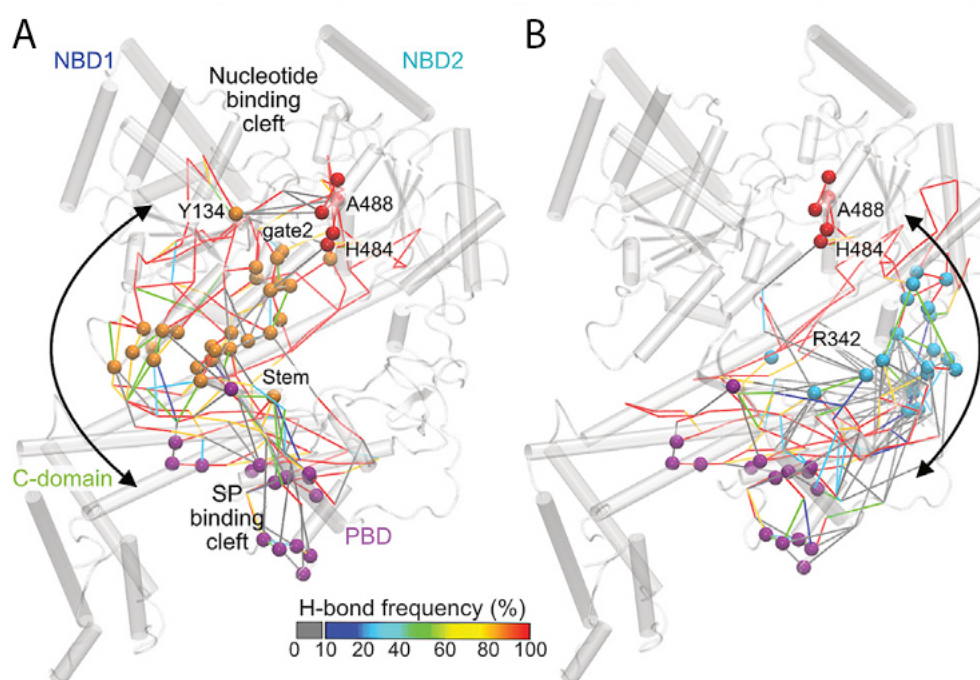 A
B
NBD1
NBD2
Nucleotide
binding
cleft
Y134
A488
gate2
H484
Stem
C-domain
SP
binding
cleft
PBD
A488
H484
R342
H-bond frequency (%)
0 10 20 40 60 80 100